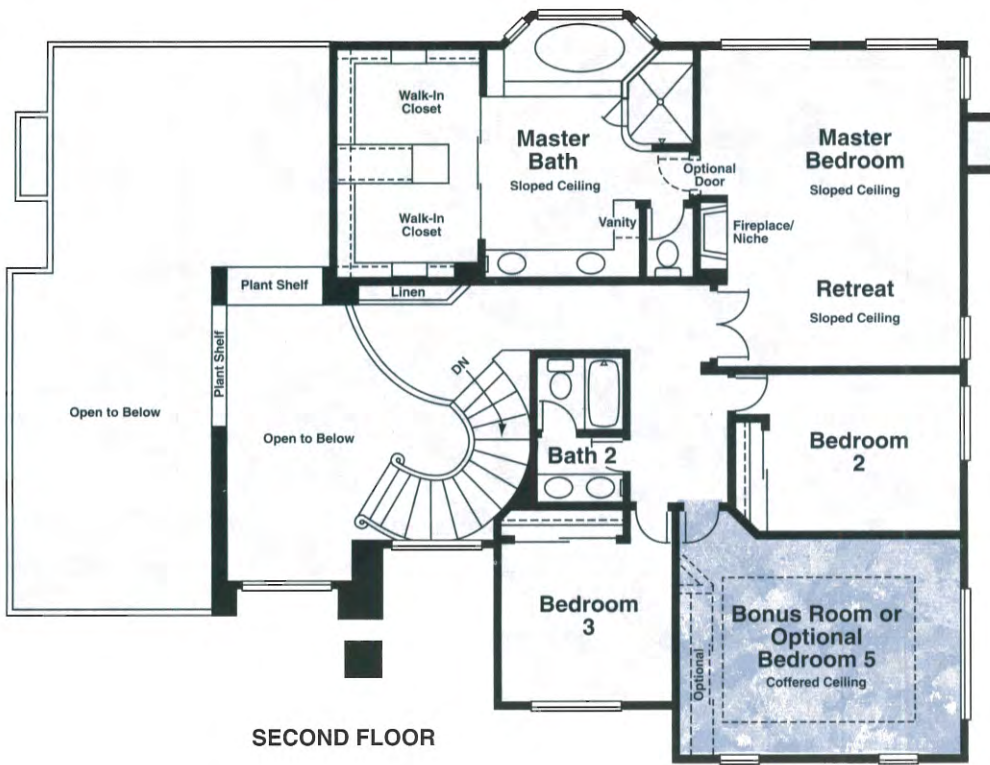 Walk-In
Closet
Master
Bath
Sloped Ceiling
Master
Bedroom
Sloped Ceiling
Optional
Door
Walk-In
Closet
Vanity
Fireplace/
Niche
Plant Shelf
Linen
Retreat
Sloped Ceiling
Plant Shelf
DN
Open to Below
Open to Below
Bath 2
Bedroom
2
Bedroom
3
Bonus Room or
Optional
Bedroom 5
Coffered Ceiling
Optional
SECOND FLOOR